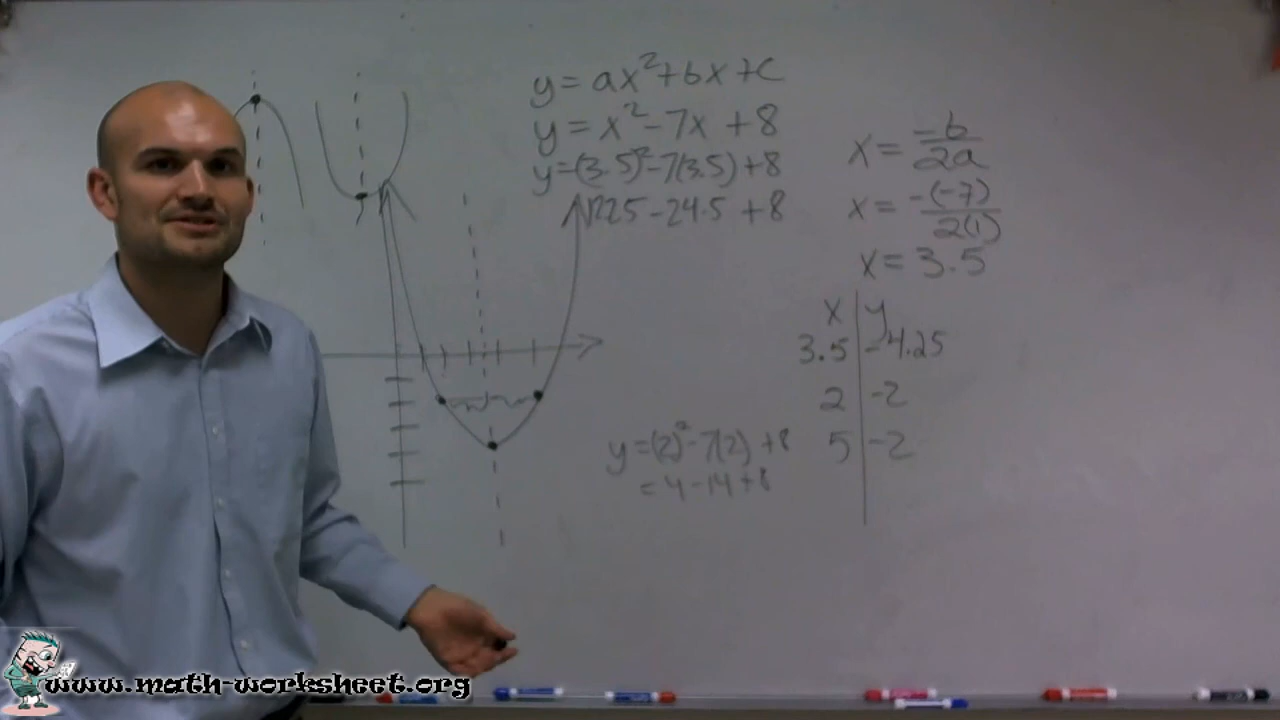 y = ax²+bx+c
y = x²-7x+8
y=(3.5)²-7(3.5)+8
1225-24.5+8
x = -b/2a
x = -(-7)/2(1)
x = 3.5
x | y
3.5 | -4.25
2 | -2
5 | -2
y=(2)²-7(2)+8
=4-14+8
www.math-worksheet.org